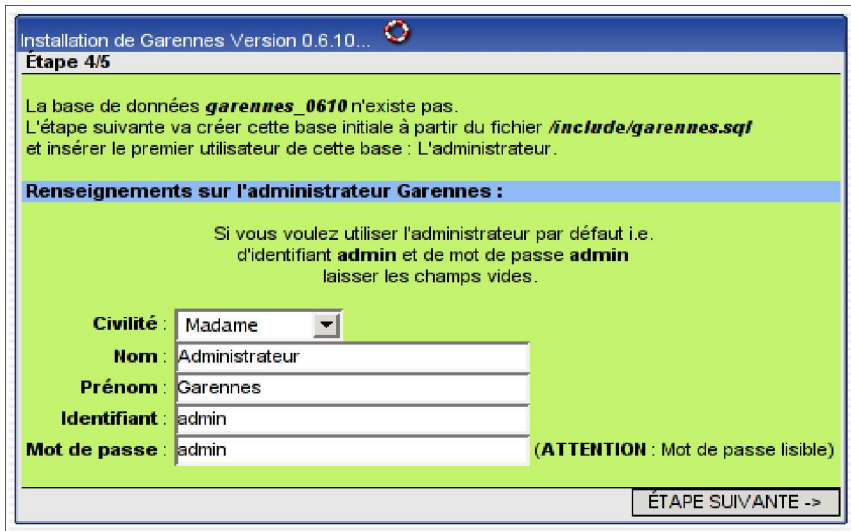 Installation de Garennes Version 0.6.10...
Étape 4/5
La base de données garennes_0610 n'existe pas.
L'étape suivante va créer cette base initiale à partir du fichier /include/garennes.sql
et insérer le premier utilisateur de cette base : L'administrateur.
Renseignements sur l'administrateur Garennes :
Si vous voulez utiliser l'administrateur par défaut i.e.
d'identifiant admin et de mot de passe admin
laisser les champs vides.
Civilité : Madame
Nom : Administrateur
Prénom : Garennes
Identifiant : admin
Mot de passe : admin (ATTENTION : Mot de passe lisible)
ÉTAPE SUIVANTE ->